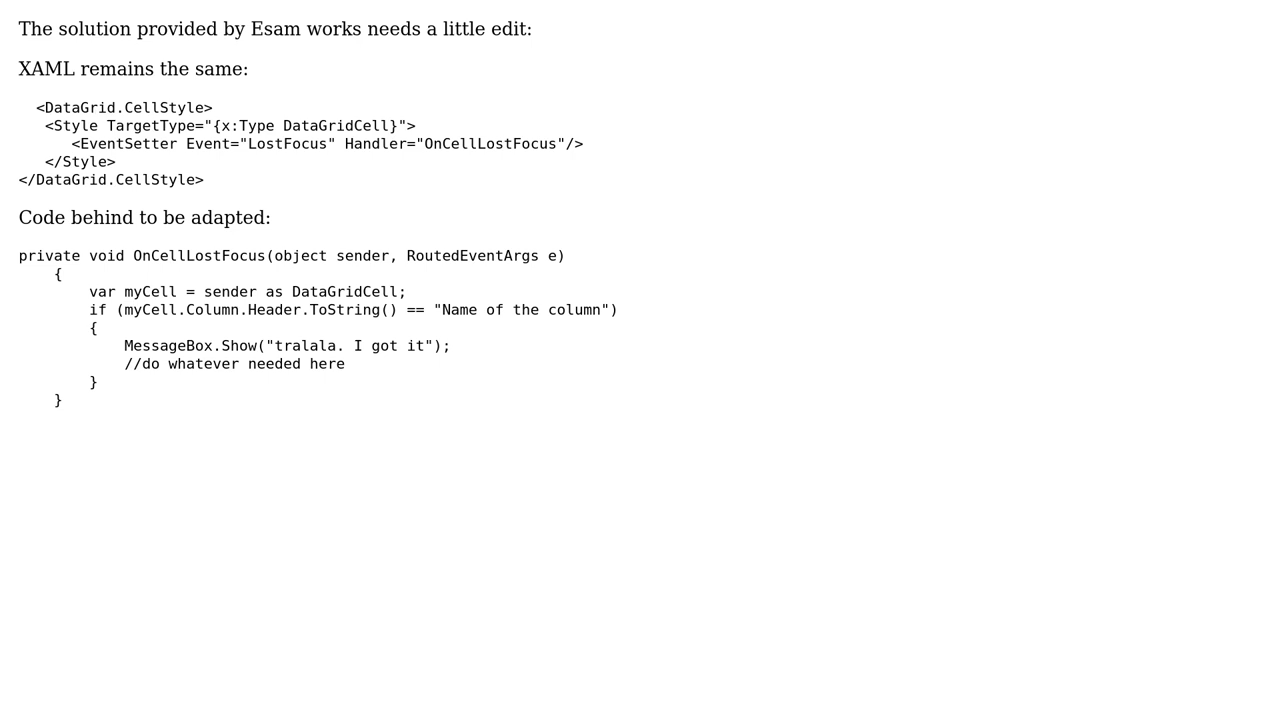 The solution provided by Esam works needs a little edit:
XAML remains the same:
  <DataGrid.CellStyle>
   <Style TargetType="{x:Type DataGridCell}">
      <EventSetter Event="LostFocus" Handler="OnCellLostFocus"/>
   </Style>
</DataGrid.CellStyle>
Code behind to be adapted:
private void OnCellLostFocus(object sender, RoutedEventArgs e)
    {
        var myCell = sender as DataGridCell;
        if (myCell.Column.Header.ToString() == "Name of the column")
        {
            MessageBox.Show("tralala. I got it");
            //do whatever needed here
        }
    }